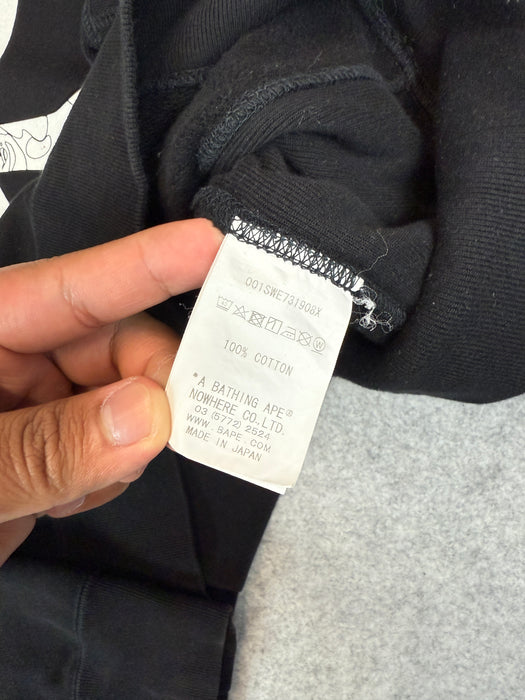 001SWE731908X
100% COTTON
*A BATHING APE®
NOWHERE CO.,LTD.
03 (5772) 2524
WWW.BAPE.COM
MADE IN JAPAN